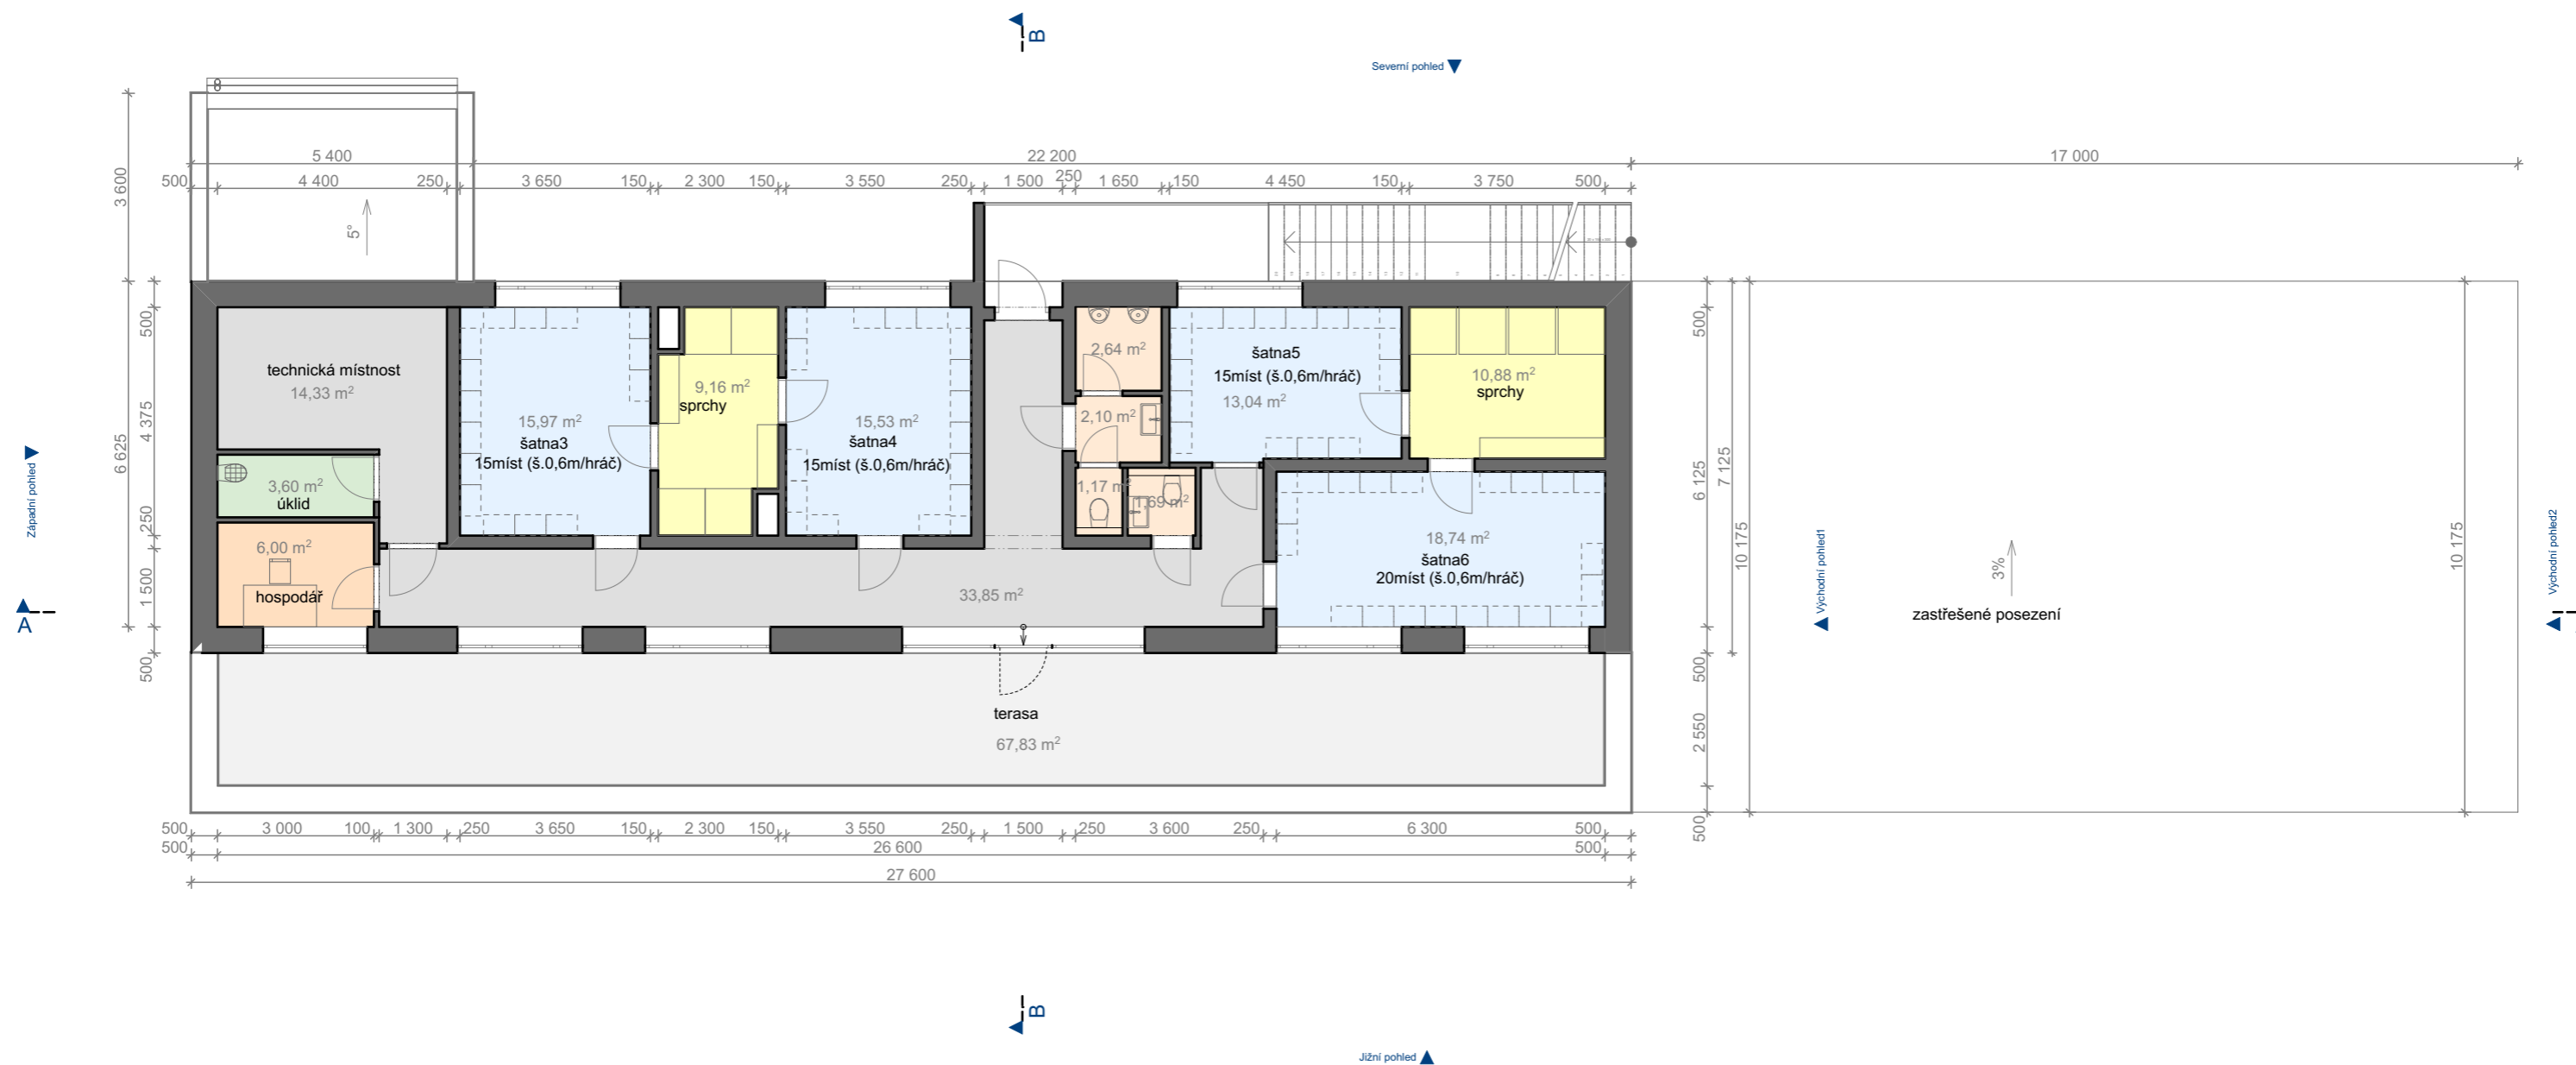 B
Severní pohled
8
8
5 400
22 200
17 000
500
4 400
250
3 650
150
2 300
150
3 550
250
1 500
250
1 650
150
4 450
150
3 750
500
3 600
5°
500
4 375
250
1 500
500
6 625
technická místnost
14,33 m²
15,97 m²
šatna3
15míst (š.0,6m/hráč)
9,16 m²
sprchy
15,53 m²
šatna4
15míst (š.0,6m/hráč)
2,64 m²
2,10 m²
1,17 m²
1,69 m²
šatna5
15míst (š.0,6m/hráč)
13,04 m²
10,88 m²
sprchy
3,60 m²
úklid
6,00 m²
hospodář
33,85 m²
18,74 m²
šatna6
20míst (š.0,6m/hráč)
500
6 125
500
2 550
500
7 125
10 175
10 175
Západní pohled
A
Východní pohled1
3%
zastřešené posezení
Východní pohled2
terasa
67,83 m²
500
3 000
100
1 300
250
3 650
150
2 300
150
3 550
250
1 500
250
3 600
250
6 300
500
500
26 600
500
27 600
B
Jižní pohled